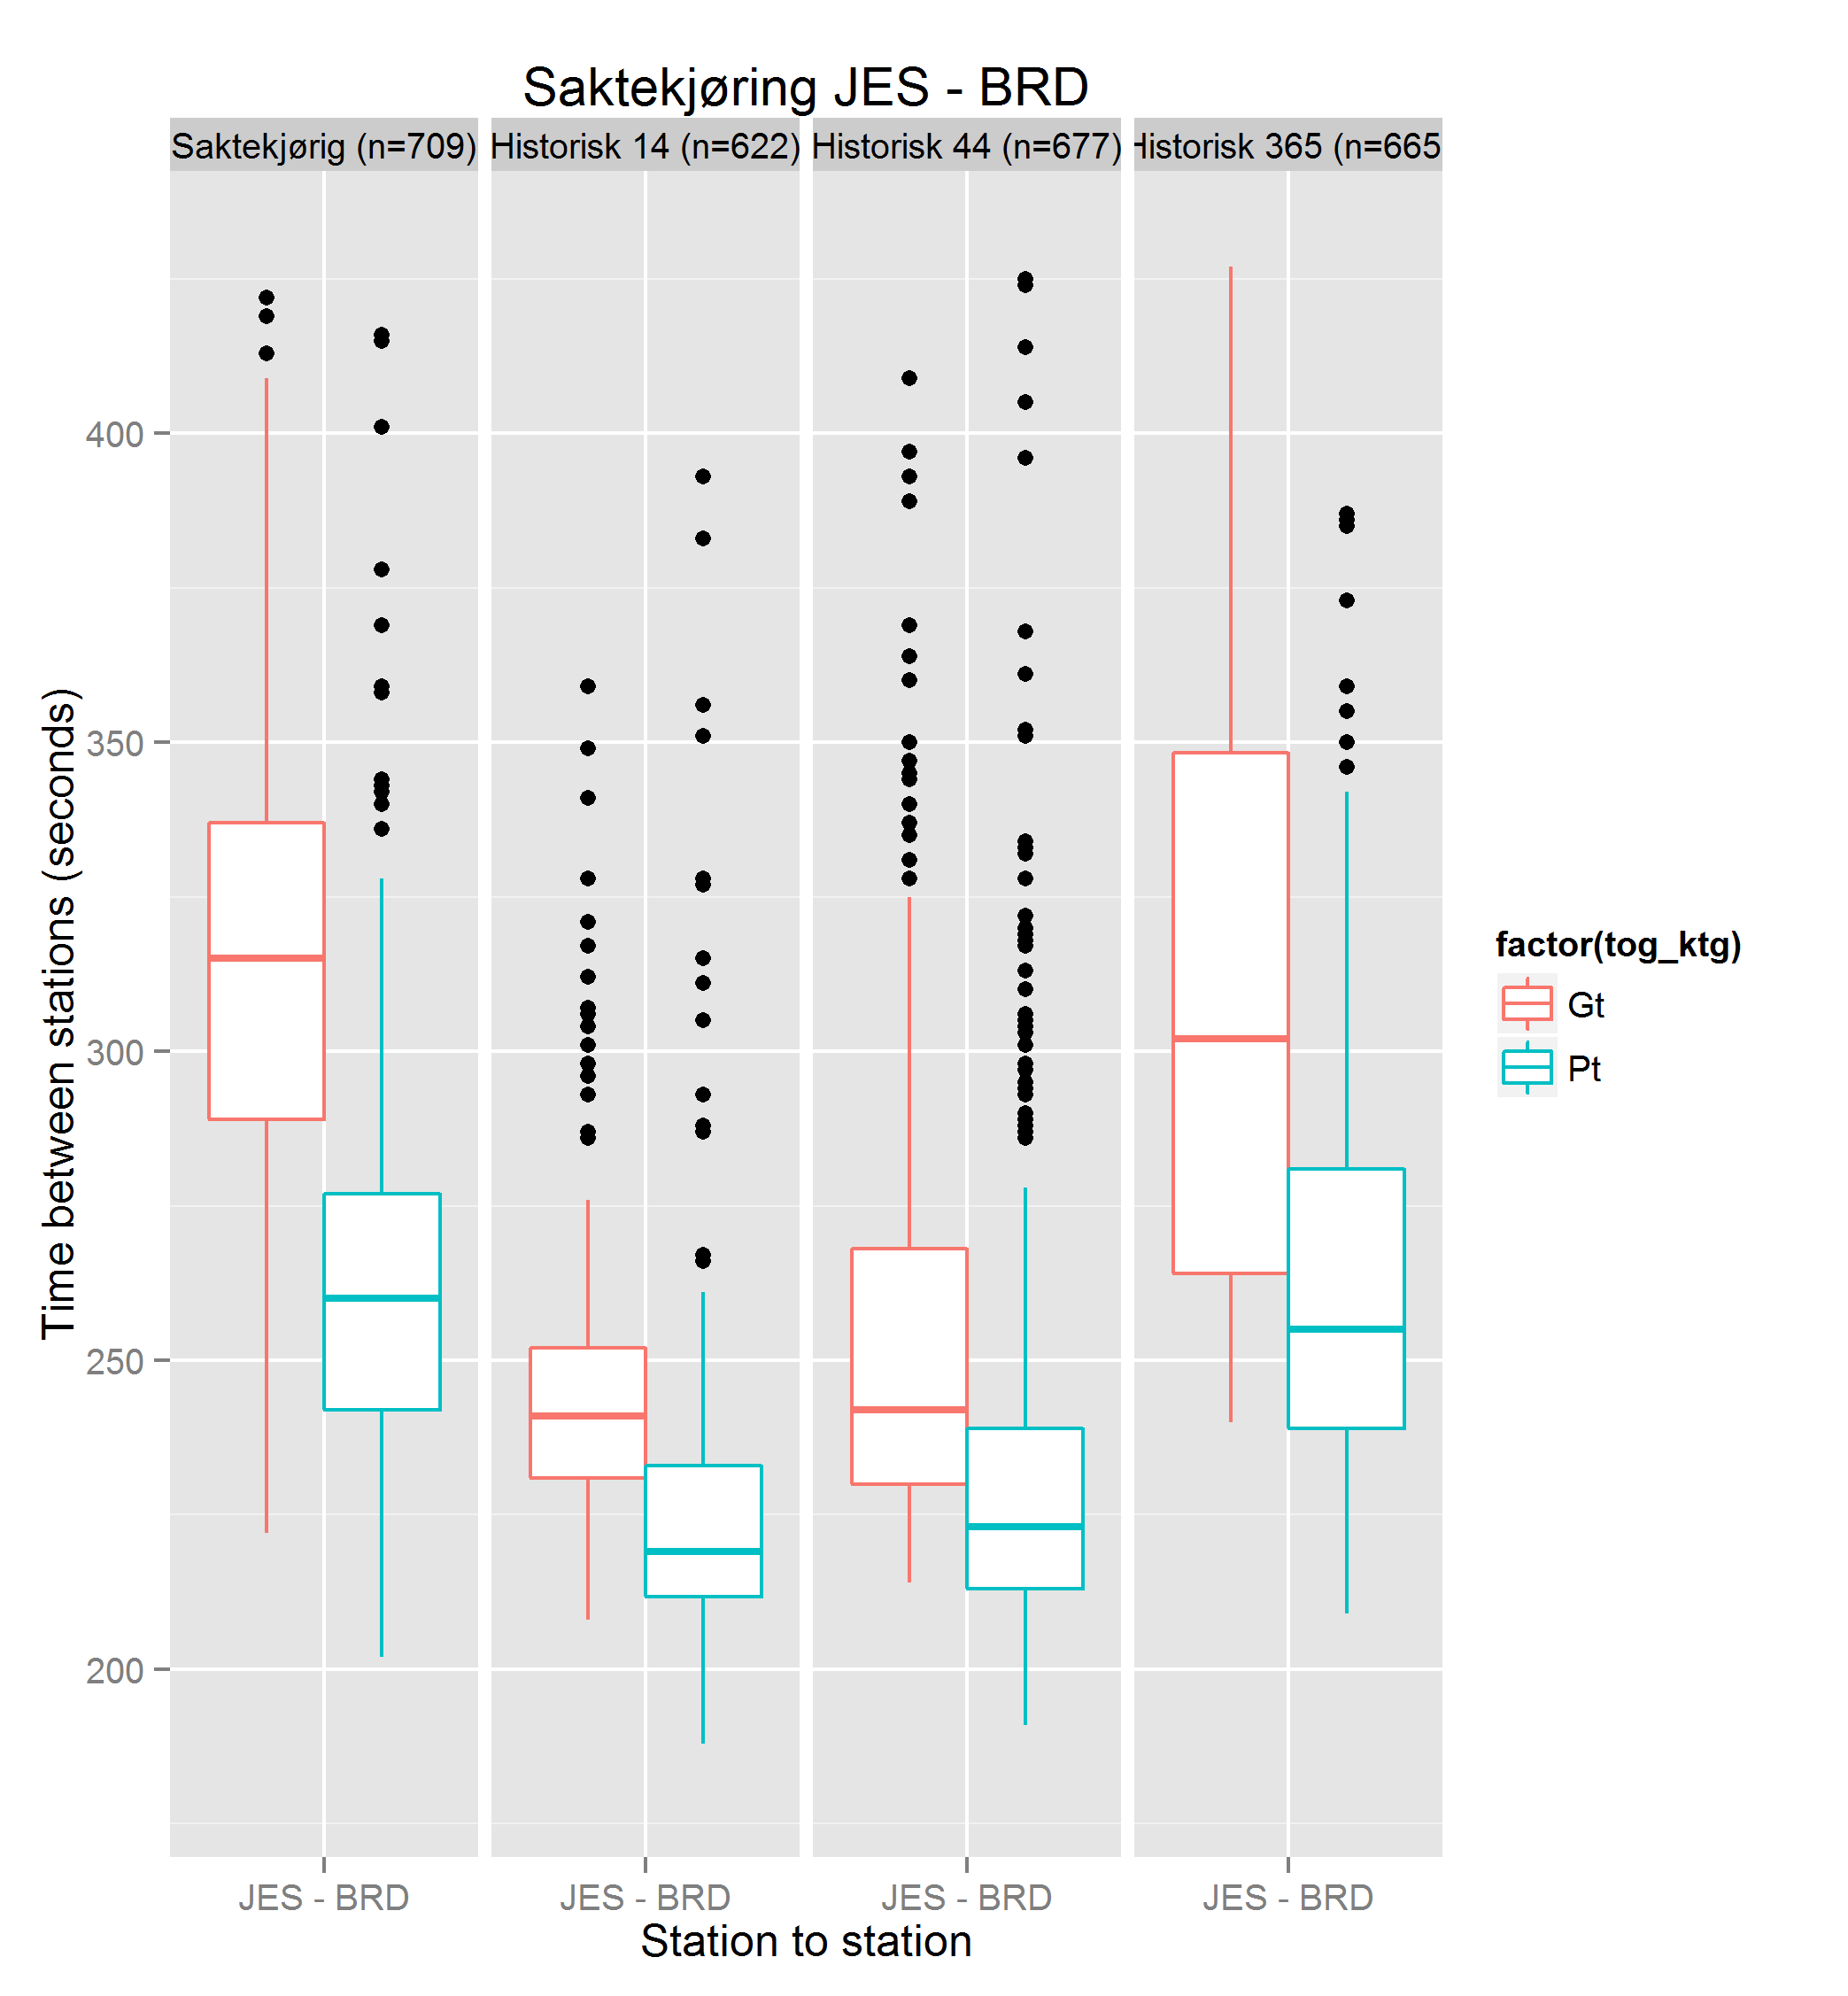 Saktekjøring JES - BRD
Saktekjørig (n=709) Historisk 14 (n=622) Historisk 44 (n=677) Historisk 365 (n=665
400
350
300
250
200
Time between stations (seconds)
JES - BRD JES - BRD JES - BRD JES - BRD
Station to station
factor(tog_ktg)
Gt
Pt